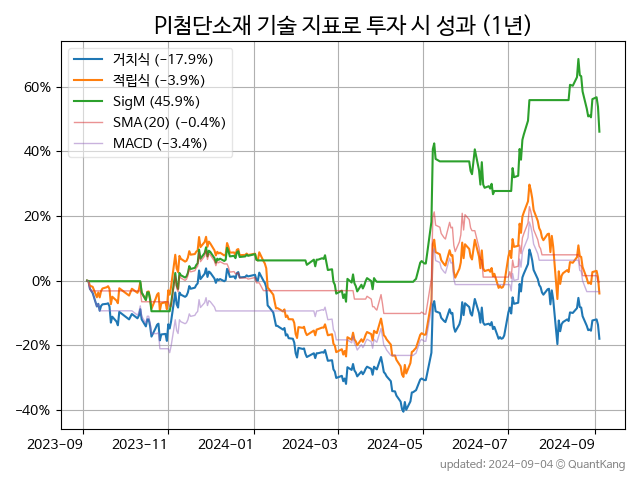 PI첨단소재 기술 지표로 투자 시 성과 (1년)
거치식 (−17.9%)
적립식 (−3.9%)
SigM (45.9%)
SMA(20) (−0.4%)
MACD (−3.4%)
60%
40%
20%
0%
−20%
−40%
2023−09 2023−11 2024−01 2024−03 2024−05 2024−07 2024−09
updated: 2024−09−04 © QuantKang